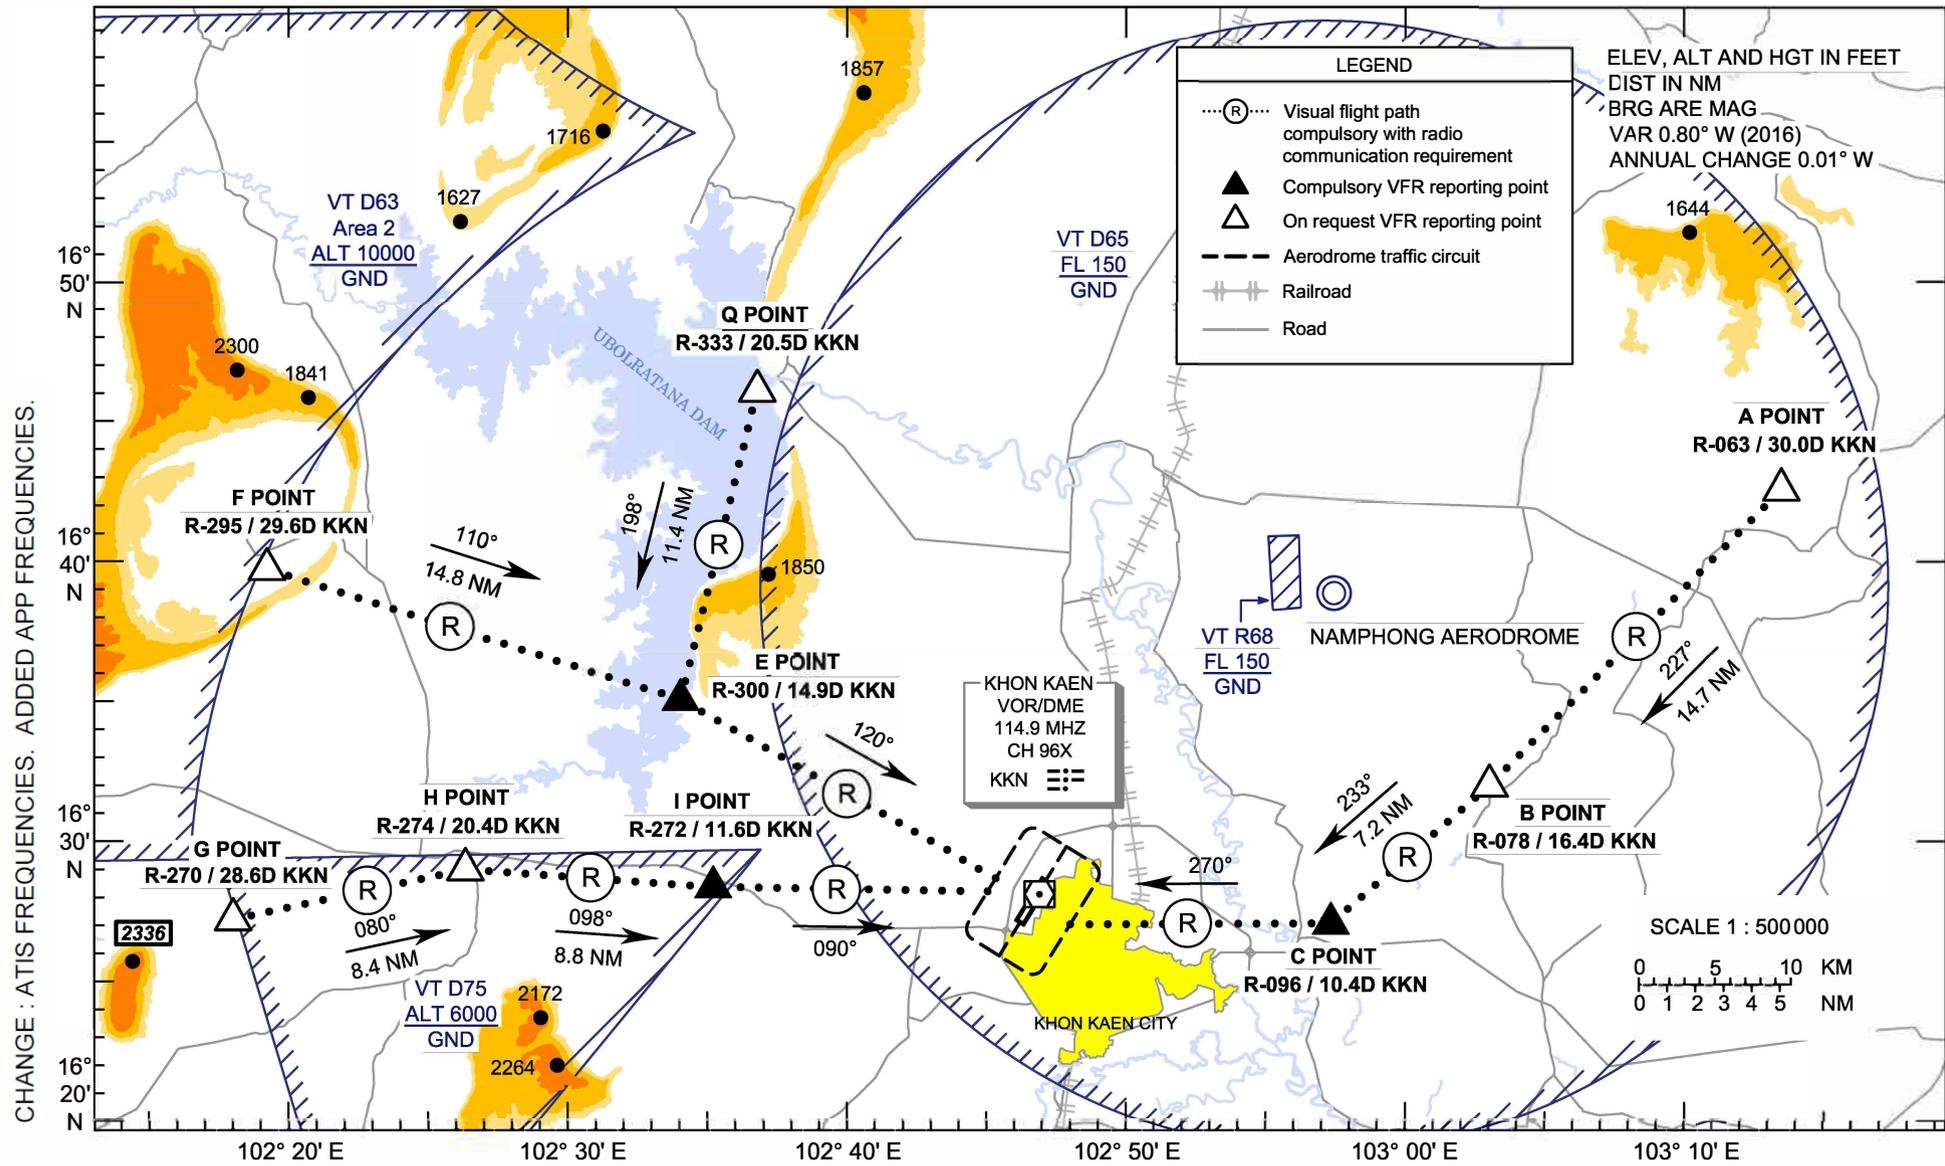 CHANGE : ATIS FREQUENCIES. ADDED APP FREQUENCIES.
ELEV, ALT AND HGT IN FEET
DIST IN NM
BRG ARE MAG
VAR 0.80° W (2016)
ANNUAL CHANGE 0.01° W
LEGEND
R
Visual flight path
compulsory with radio
communication requirement
Compulsory VFR reporting point
On request VFR reporting point
Aerodrome traffic circuit
Railroad
Road
1857
1716
1627
1644
VT D63
Area 2
ALT 10000
GND
VT D65
FL 150
GND
16°
50'
N
2300
1841
Q POINT
R-333 / 20.5D KKN
UBOLRATANA DAM
A POINT
R-063 / 30.0D KKN
F POINT
R-295 / 29.6D KKN
16°
40'
N
110°
14.8 NM
R
198°
11.4 NM
R
1850
VT R68
FL 150
GND
NAMPHONG AERODROME
R
227°
14.7 NM
E POINT
R-300 / 14.9D KKN
KHON KAEN
VOR/DME
114.9 MHZ
CH 96X
KKN
120°
R
H POINT
R-274 / 20.4D KKN
I POINT
R-272 / 11.6D KKN
233°
7.2 NM
R
B POINT
R-078 / 16.4D KKN
16°
30'
N
G POINT
R-270 / 28.6D KKN
R
R
R
270°
R
080°
8.4 NM
098°
8.8 NM
090°
2336
C POINT
R-096 / 10.4D KKN
SCALE 1 : 500 000
0 5 10 KM
0 1 2 3 4 5 NM
VT D75
ALT 6000
GND
2172
2264
KHON KAEN CITY
16°
20'
N
102° 20' E
102° 30' E
102° 40' E
102° 50' E
103° 00' E
103° 10' E